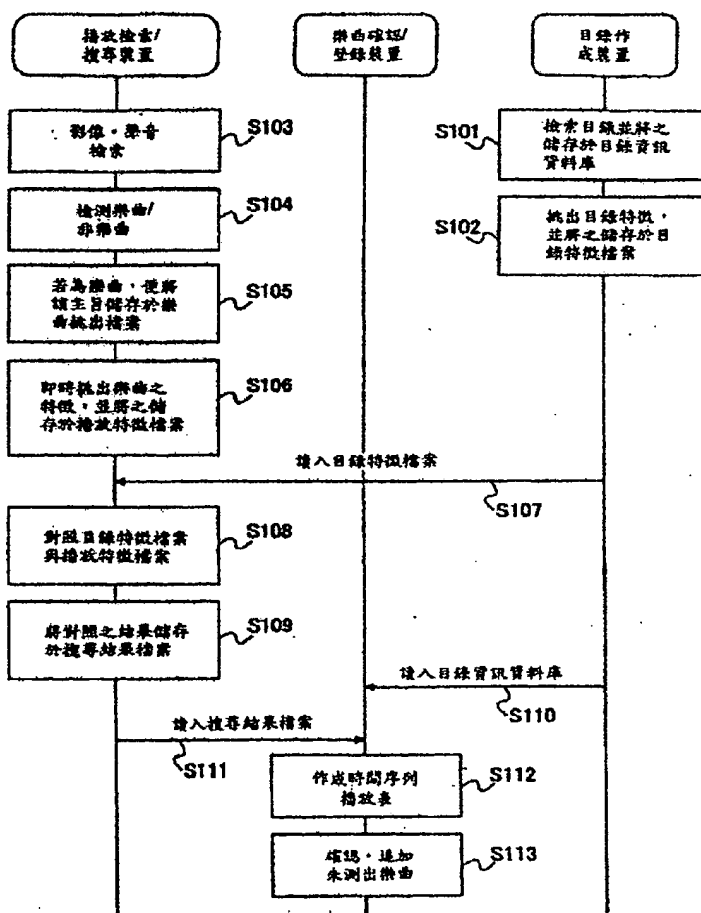 播放檢索/
搜尋裝置
樂曲確認/
登錄裝置
目錄作
成裝置
影像。聲音
檢索
S103
S101
檢索目錄並將之
儲存於目錄資訊
資料庫
檢測樂曲/
非樂曲
S104
S102
挑出目錄特徵,
並將之儲存於目
錄特徵檔案
若為樂曲,便將
該主旨儲存於樂
曲挑出檔案
S105
即時挑出樂曲之
特徵,並將之儲
存於播放特徵檔案
S106
讀入目錄特徵檔案
S107
對照目錄特徵檔案
與播放特徵檔案
S108
將對照之結果儲存
於搜尋結果檔案
S109
讀入目錄資訊資料庫
S110
讀入搜尋結果檔案
S111
作成時間序列
播放表
S112
確認。追加
未測出樂曲
S113